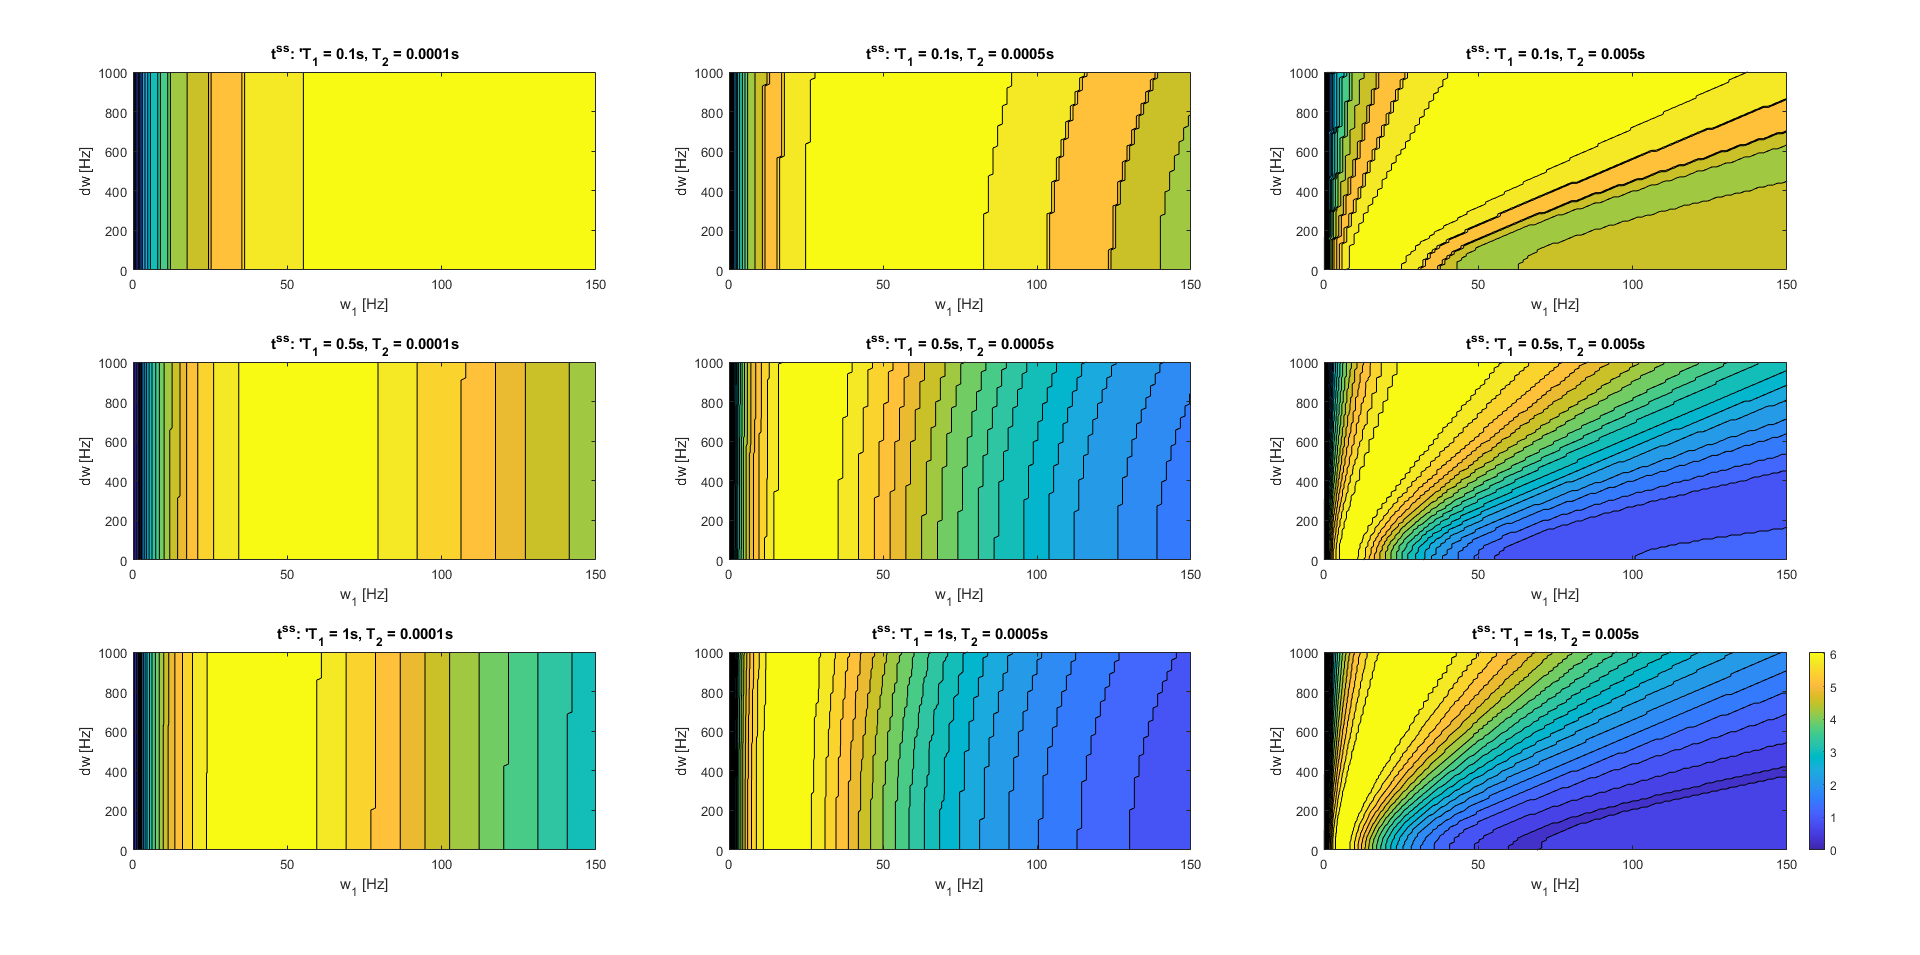 t^ss: 'T_1 = 0.1s, T_2 = 0.0001s
1000
800
600
400
200
0
dw [Hz]
0 50 100 150
w_1 [Hz]
t^ss: 'T_1 = 0.1s, T_2 = 0.0005s
1000
800
600
400
200
0
dw [Hz]
0 50 100 150
w_1 [Hz]
t^ss: 'T_1 = 0.1s, T_2 = 0.005s
1000
800
600
400
200
0
dw [Hz]
0 50 100 150
w_1 [Hz]
t^ss: 'T_1 = 0.5s, T_2 = 0.0001s
1000
800
600
400
200
0
dw [Hz]
0 50 100 150
w_1 [Hz]
t^ss: 'T_1 = 0.5s, T_2 = 0.0005s
1000
800
600
400
200
0
dw [Hz]
0 50 100 150
w_1 [Hz]
t^ss: 'T_1 = 0.5s, T_2 = 0.005s
1000
800
600
400
200
0
dw [Hz]
0 50 100 150
w_1 [Hz]
t^ss: 'T_1 = 1s, T_2 = 0.0001s
1000
800
600
400
200
0
dw [Hz]
0 50 100 150
w_1 [Hz]
t^ss: 'T_1 = 1s, T_2 = 0.0005s
1000
800
600
400
200
0
dw [Hz]
0 50 100 150
w_1 [Hz]
t^ss: 'T_1 = 1s, T_2 = 0.005s
1000
800
600
400
200
0
dw [Hz]
0 50 100 150
w_1 [Hz]
6
5
4
3
2
1
0